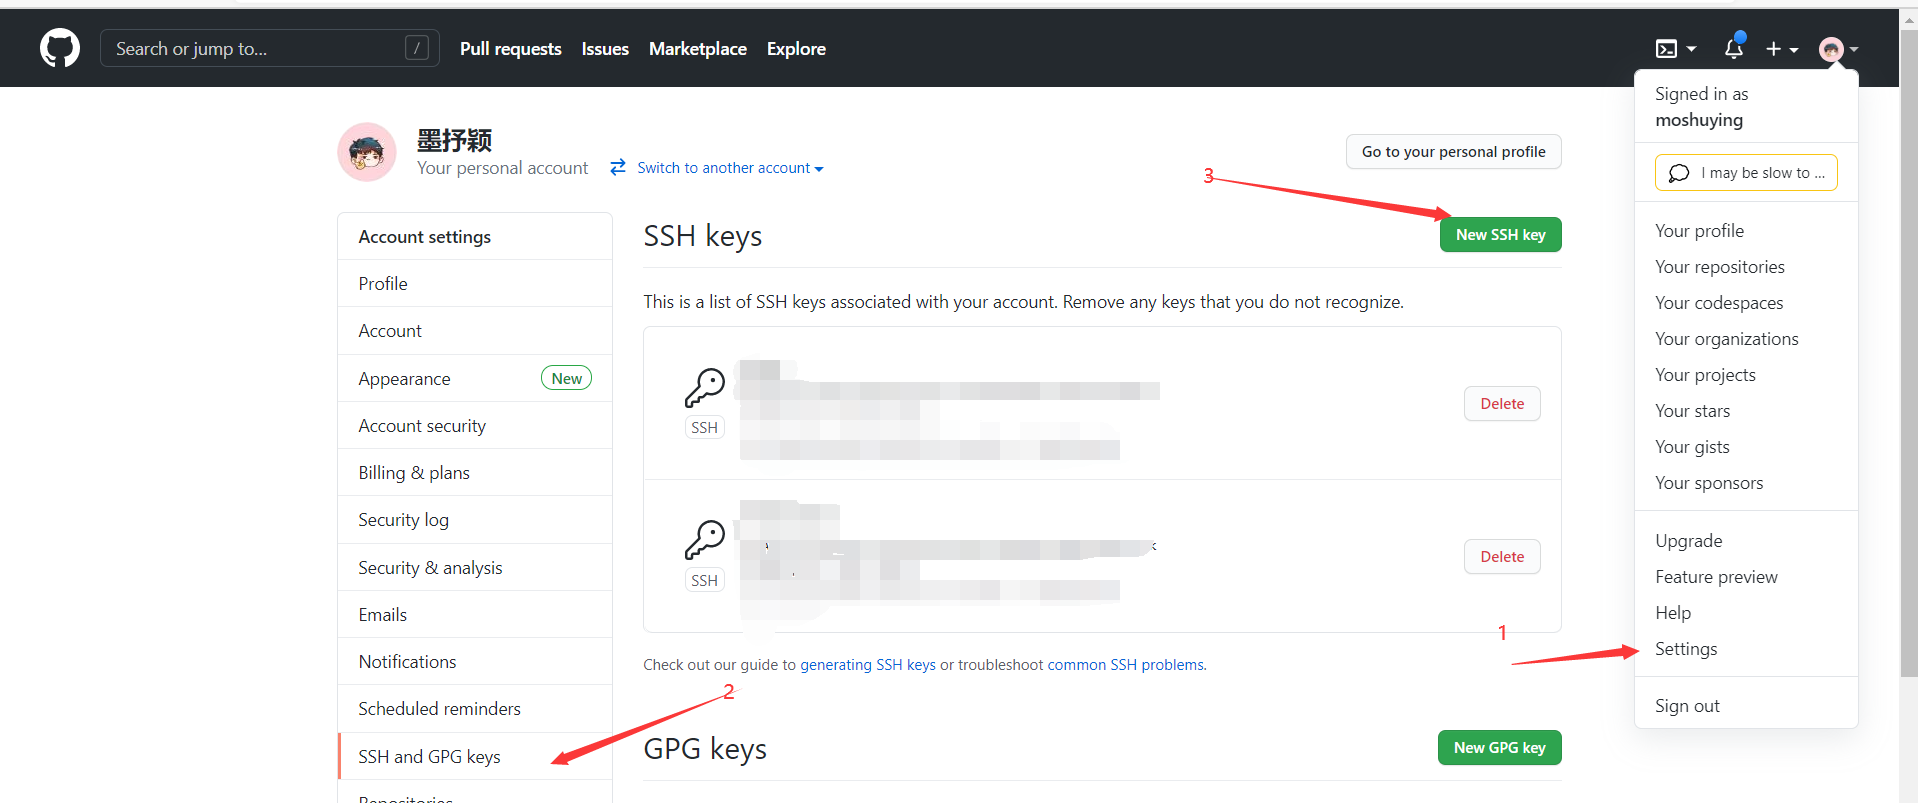 Search or jump to... / Pull requests Issues Marketplace Explore
Signed in as
moshuying
I may be slow to ...
Your profile
Your repositories
Your codespaces
Your organizations
Your projects
Your stars
Your gists
Your sponsors
Upgrade
Feature preview
Help
1
Settings
Sign out
墨抒颖
Your personal account Switch to another account
Go to your personal profile
Account settings
Profile
Account
Appearance New
Account security
Billing & plans
Security log
Security & analysis
Emails
Notifications
Scheduled reminders
SSH and GPG keys
Repositories
3
SSH keys New SSH key
This is a list of SSH keys associated with your account. Remove any keys that you do not recognize.
SSH
Delete
SSH
Delete
Check out our guide to generating SSH keys or troubleshoot common SSH problems.
2
GPG keys New GPG key